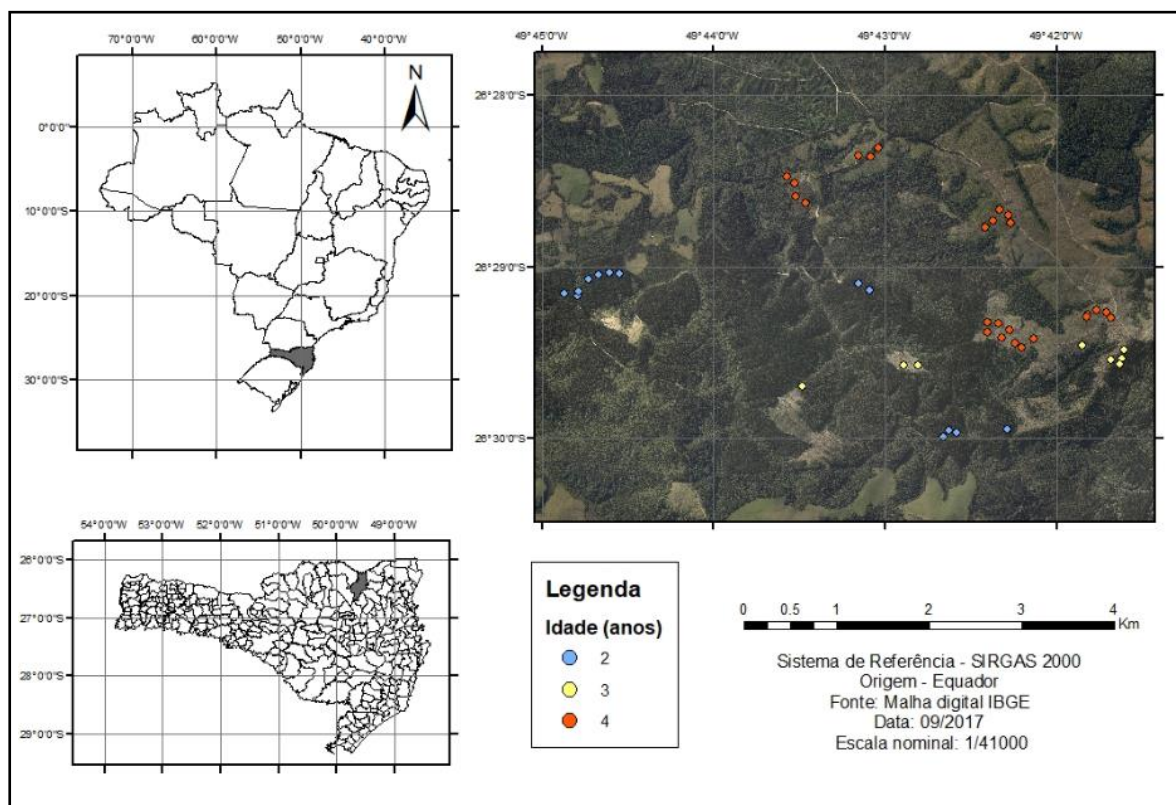 70°0'0"W 60°0'0"W 50°0'0"W 40°0'0"W
N
0°0'0"
10°0'0"S
20°0'0"S
30°0'0"S
49°45'0"W 49°44'0"W 49°43'0"W 49°42'0"W
26°28'0"S
26°29'0"S
26°30'0"S
54°0'0"W 53°0'0"W 52°0'0"W 51°0'0"W 50°0'0"W 49°0'0"W
26°0'0"S
27°0'0"S
28°0'0"S
29°0'0"S
Legenda
Idade (anos)
2
3
4
0 0.5 1 2 3 4
Km
Sistema de Referência - SIRGAS 2000
Origem - Equador
Fonte: Malha digital IBGE
Data: 09/2017
Escala nominal: 1/41000